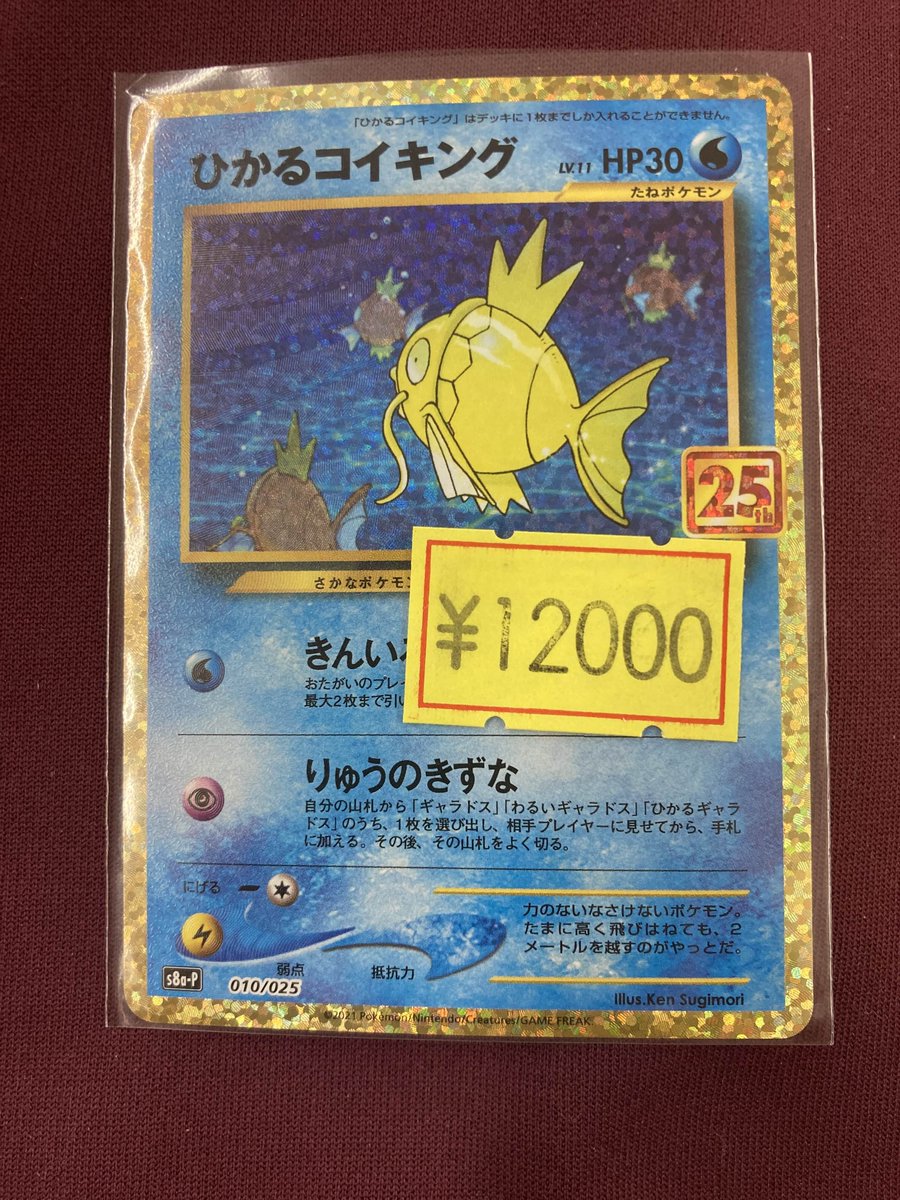 「ひかるコイキング」はデッキに1枚までしか入れることができません。
ひかるコイキング LV.11 HP30
たねポケモン
25th
さかなポケモン
¥12000
きんいろ
おたがいのプレイ
最大2枚まで引い
りゅうのきずな
自分の山札から「ギャラドス」「わるいギャラドス」「ひかるギャラ
ドス」のうち、1枚を選び出し、相手プレイヤーに見せてから、手札
に加える。その後、その山札をよく切る。
にげる
力のないなさけないポケモン。
たまに高く飛びはねても、2
メートルを越すのがやっとだ。
弱点 抵抗力
s8a-P 010/025
Illus.Ken Sugimori
©2021 Pokémon/Nintendo/Creatures/GAME FREAK.